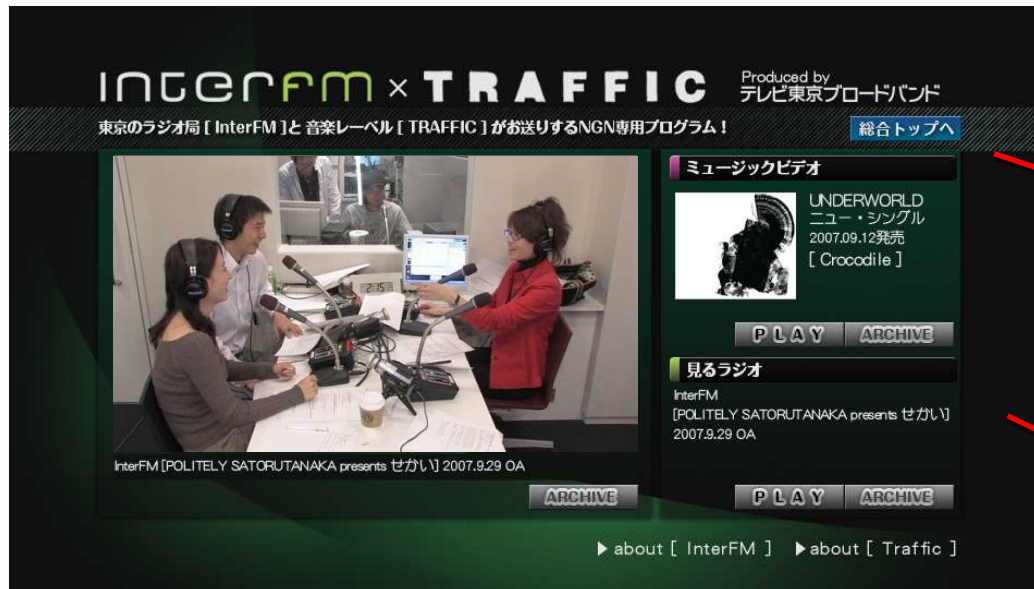 InterFM × TRAFFIC
Produced by
テレビ東京ブロードバンド
東京のラジオ局 [ InterFM ]と 音楽レーベル [ TRAFFIC ] がお送りするNGN専用プログラム！
総合トップへ
2:15
InterFM [POLITELY SATORUTANAKA presents せかい] 2007.9.29 OA
ARCHIVE
ミュージックビデオ
UNDERWORLD
ニュー・シングル
2007.09.12発売
[ Crocodile ]
PLAY ARCHIVE
見るラジオ
InterFM
[POLITELY SATORUTANAKA presents せかい]
2007.9.29 OA
PLAY ARCHIVE
▶about [ InterFM ] ▶about [ Traffic ]